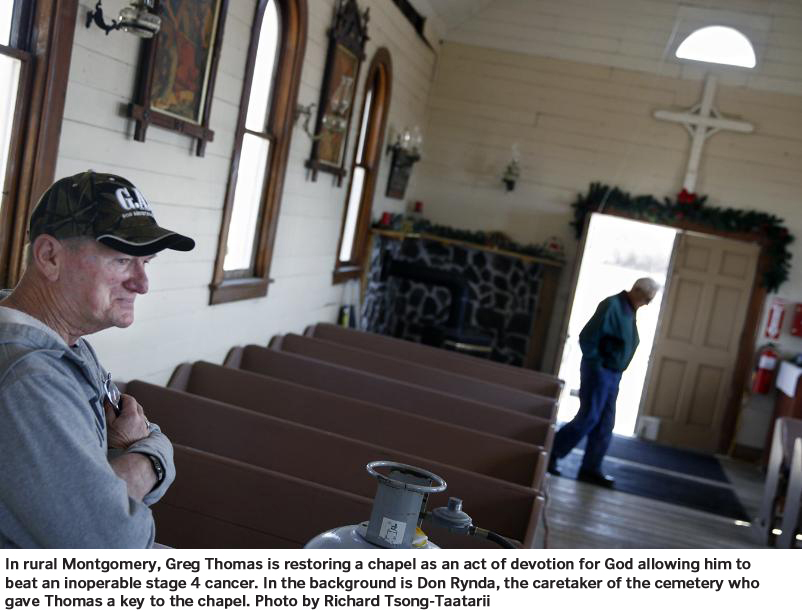 G.A
In rural Montgomery, Greg Thomas is restoring a chapel as an act of devotion for God allowing him to
beat an inoperable stage 4 cancer. In the background is Don Rynda, the caretaker of the cemetery who
gave Thomas a key to the chapel. Photo by Richard Tsong-Taatarii